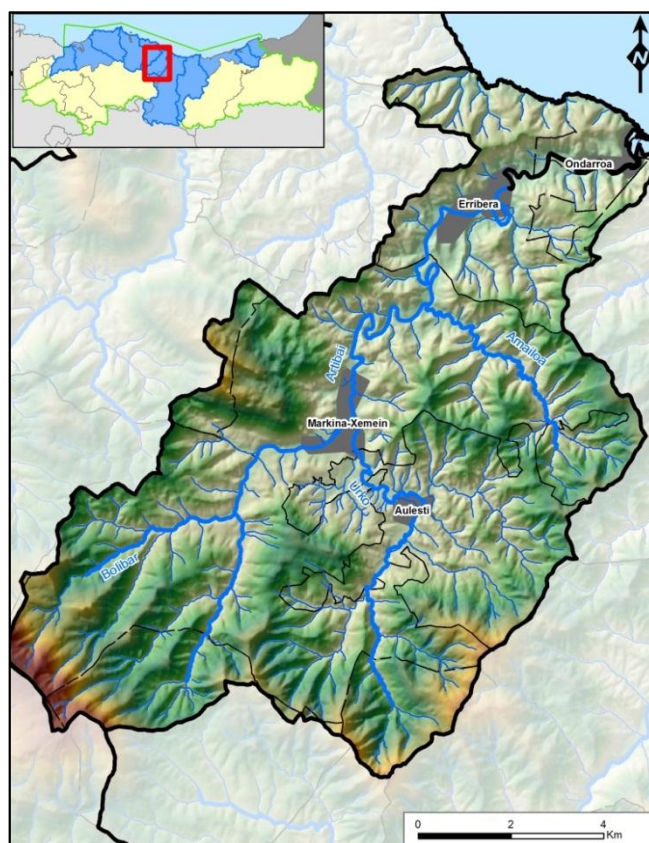 N
Ondarroa
Erribera
Amailoa
Artibai
Markina-Xemein
Urko
Aulesti
Bolibar
0 2 4
Km